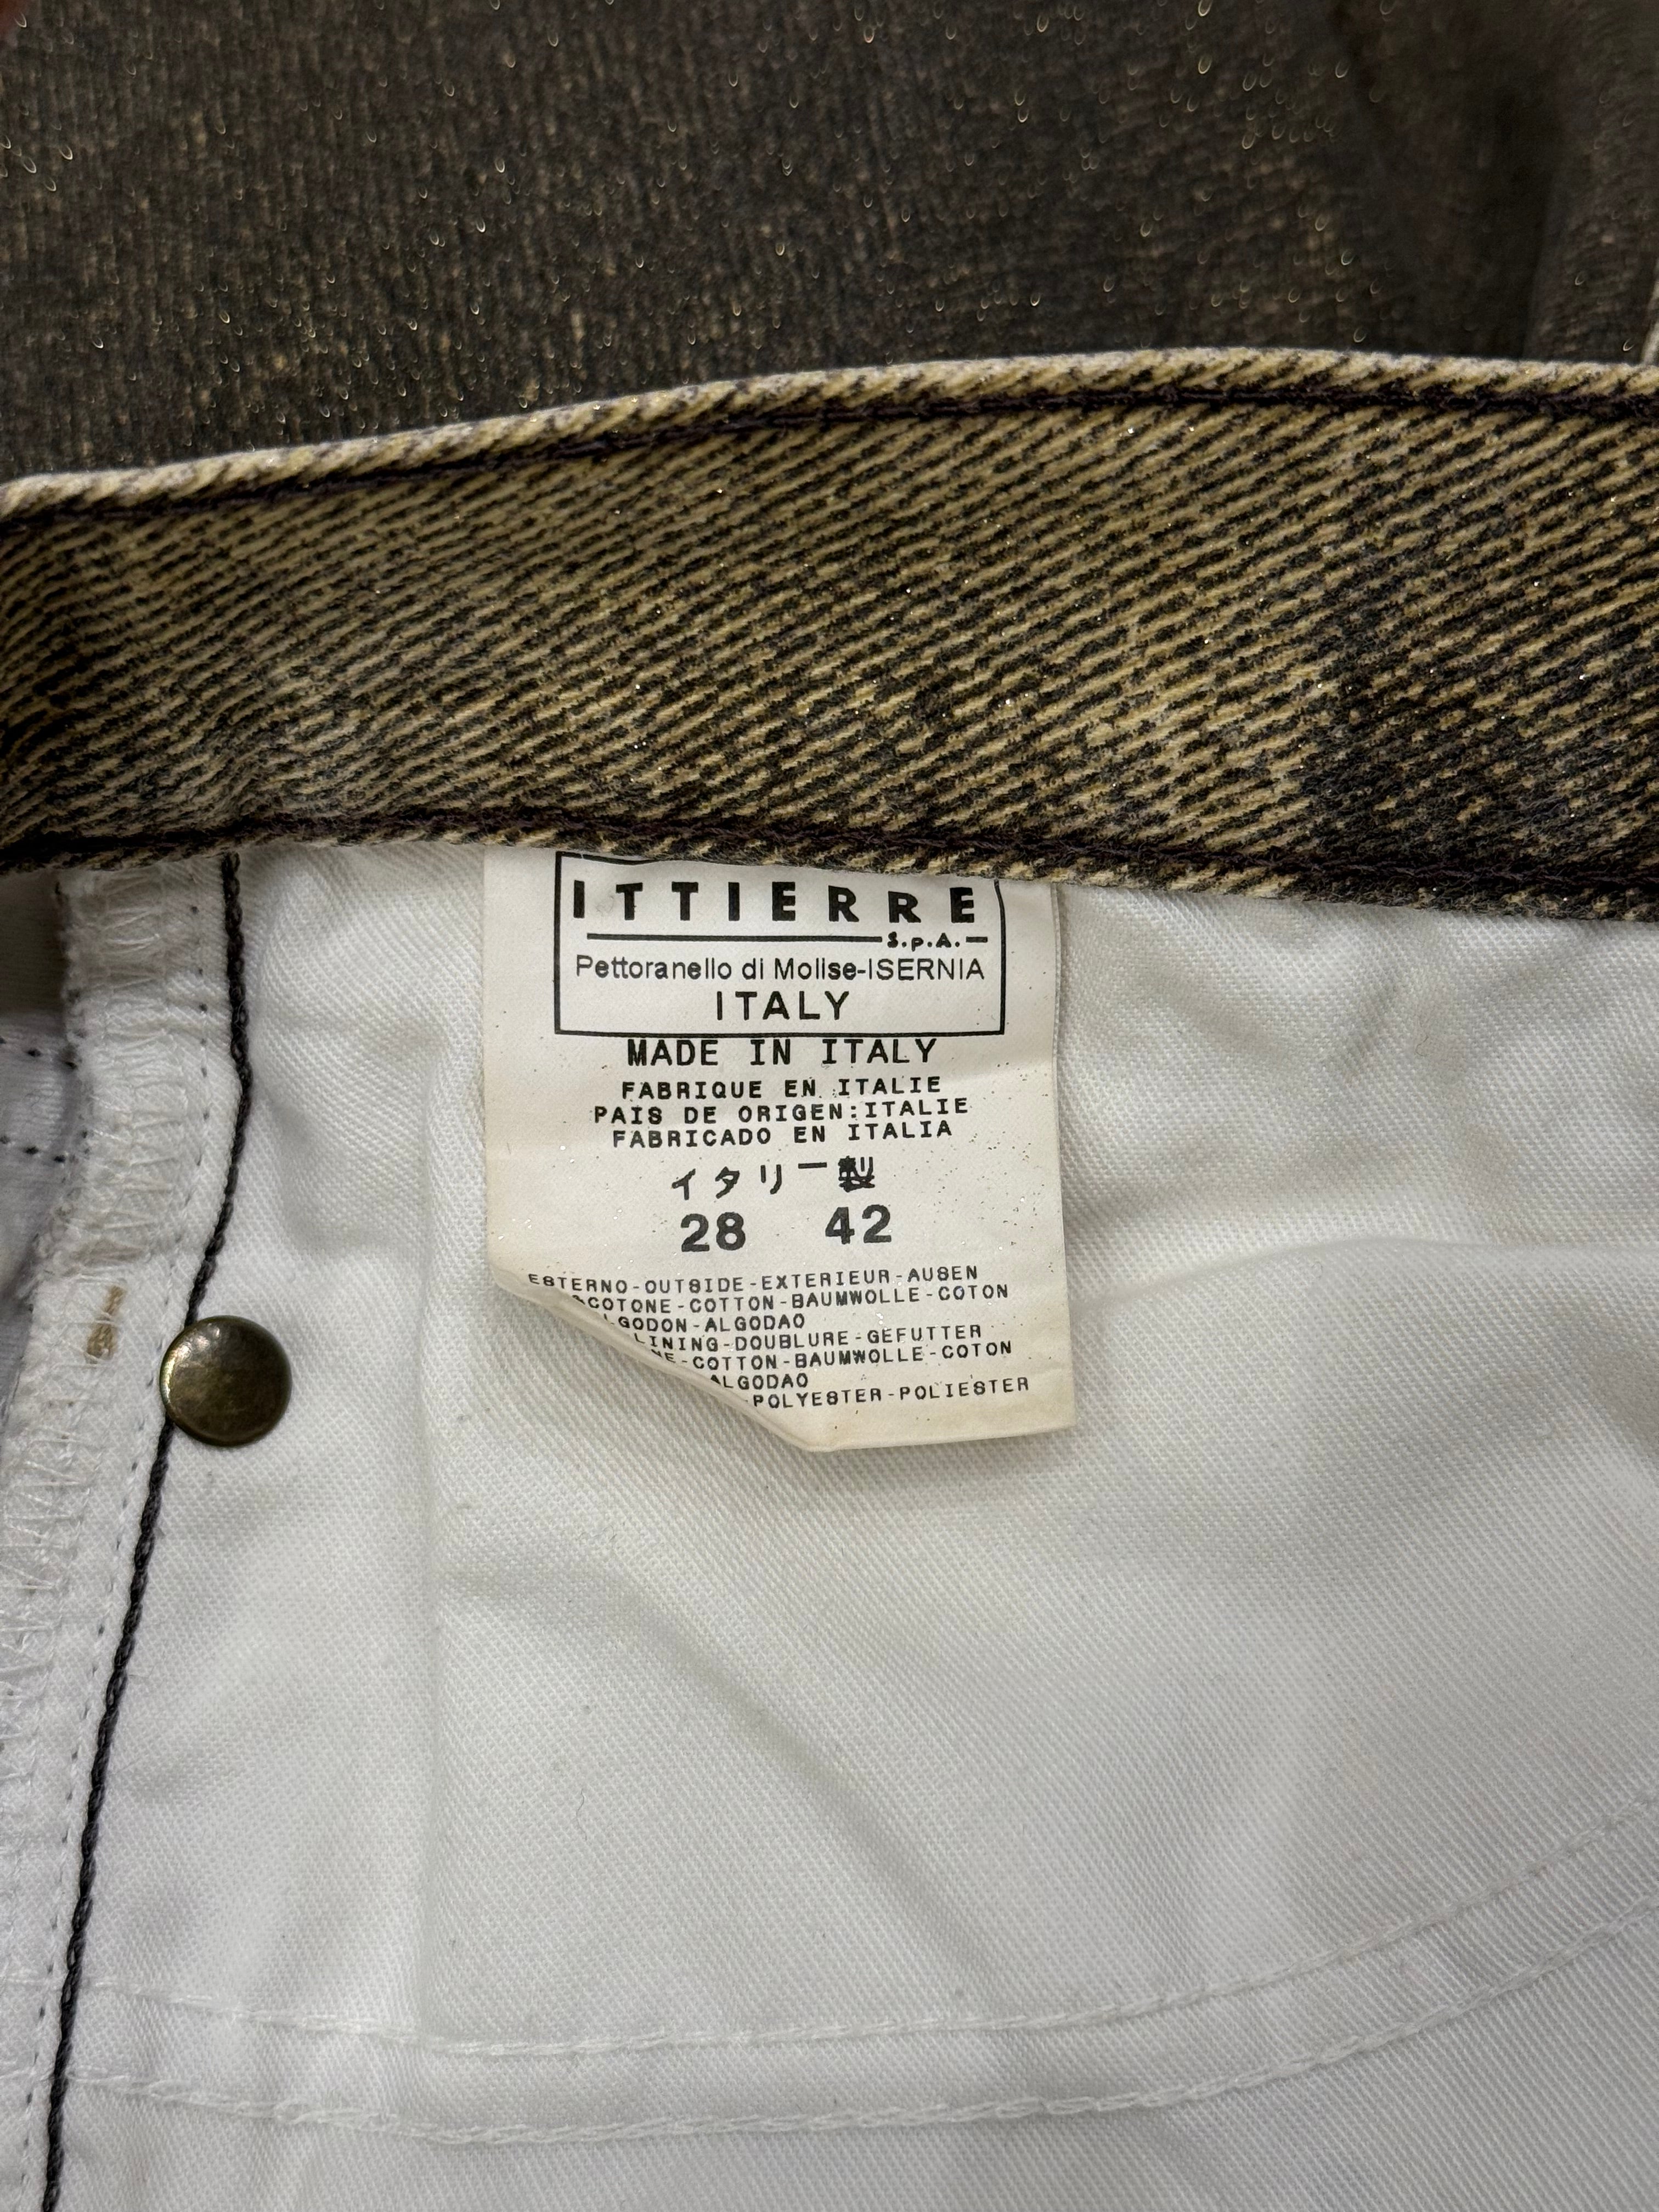 ITTIERRE
S.p.A.
Pettoranello di Molise-ISERNIA
ITALY
MADE IN ITALY
FABRIQUE EN ITALIE
PAIS DE ORIGEN:ITALIE
FABRICADO EN ITALIA
イタリー製
28 42
ESTERNO-OUTSIDE-EXTERIEUR-AUSEN
COTONE-COTTON-BAUMWOLLE-COTON
LGODON-ALGODAO
LINING-DOUBLURE-GEFUTTER
NE-COTTON-BAUMWOLLE-COTON
ALGODAO
-POLYESTER-POLIESTER